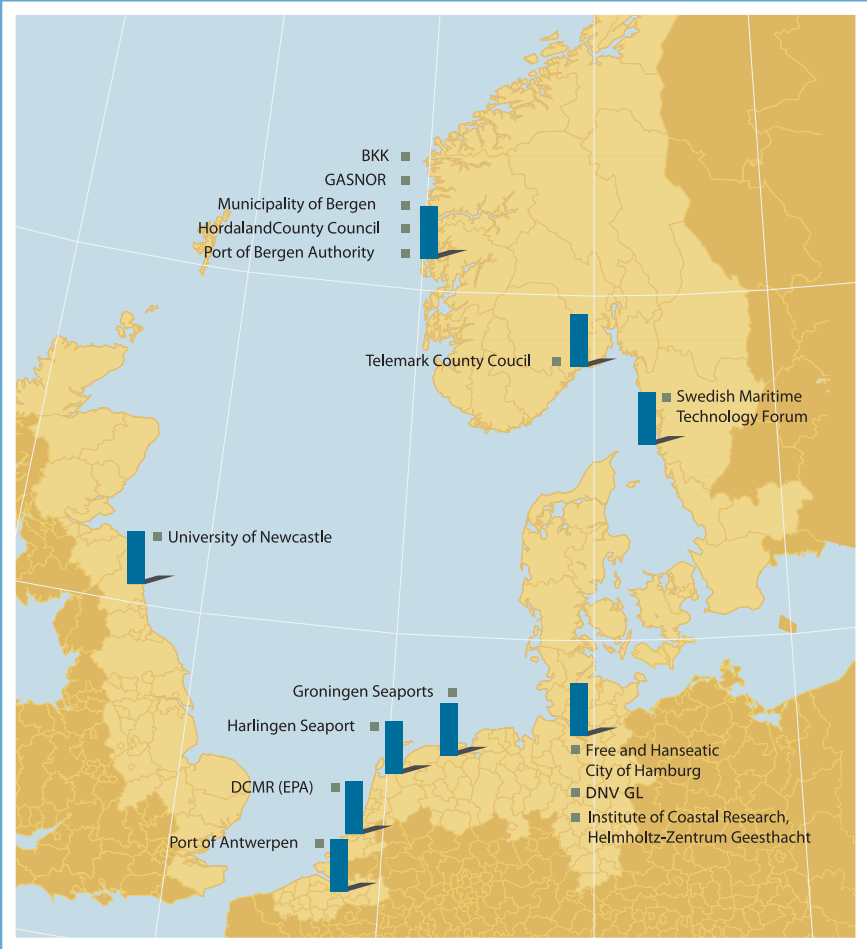 BKK
GASNOR
Municipality of Bergen
HordalandCounty Council
Port of Bergen Authority
Telemark County Coucil
Swedish Maritime
Technology Forum
University of Newcastle
Groningen Seaports
Harlingen Seaport
Free and Hanseatic
City of Hamburg
DCMR (EPA)
DNV GL
Institute of Coastal Research,
Helmholtz-Zentrum Geesthacht
Port of Antwerpen